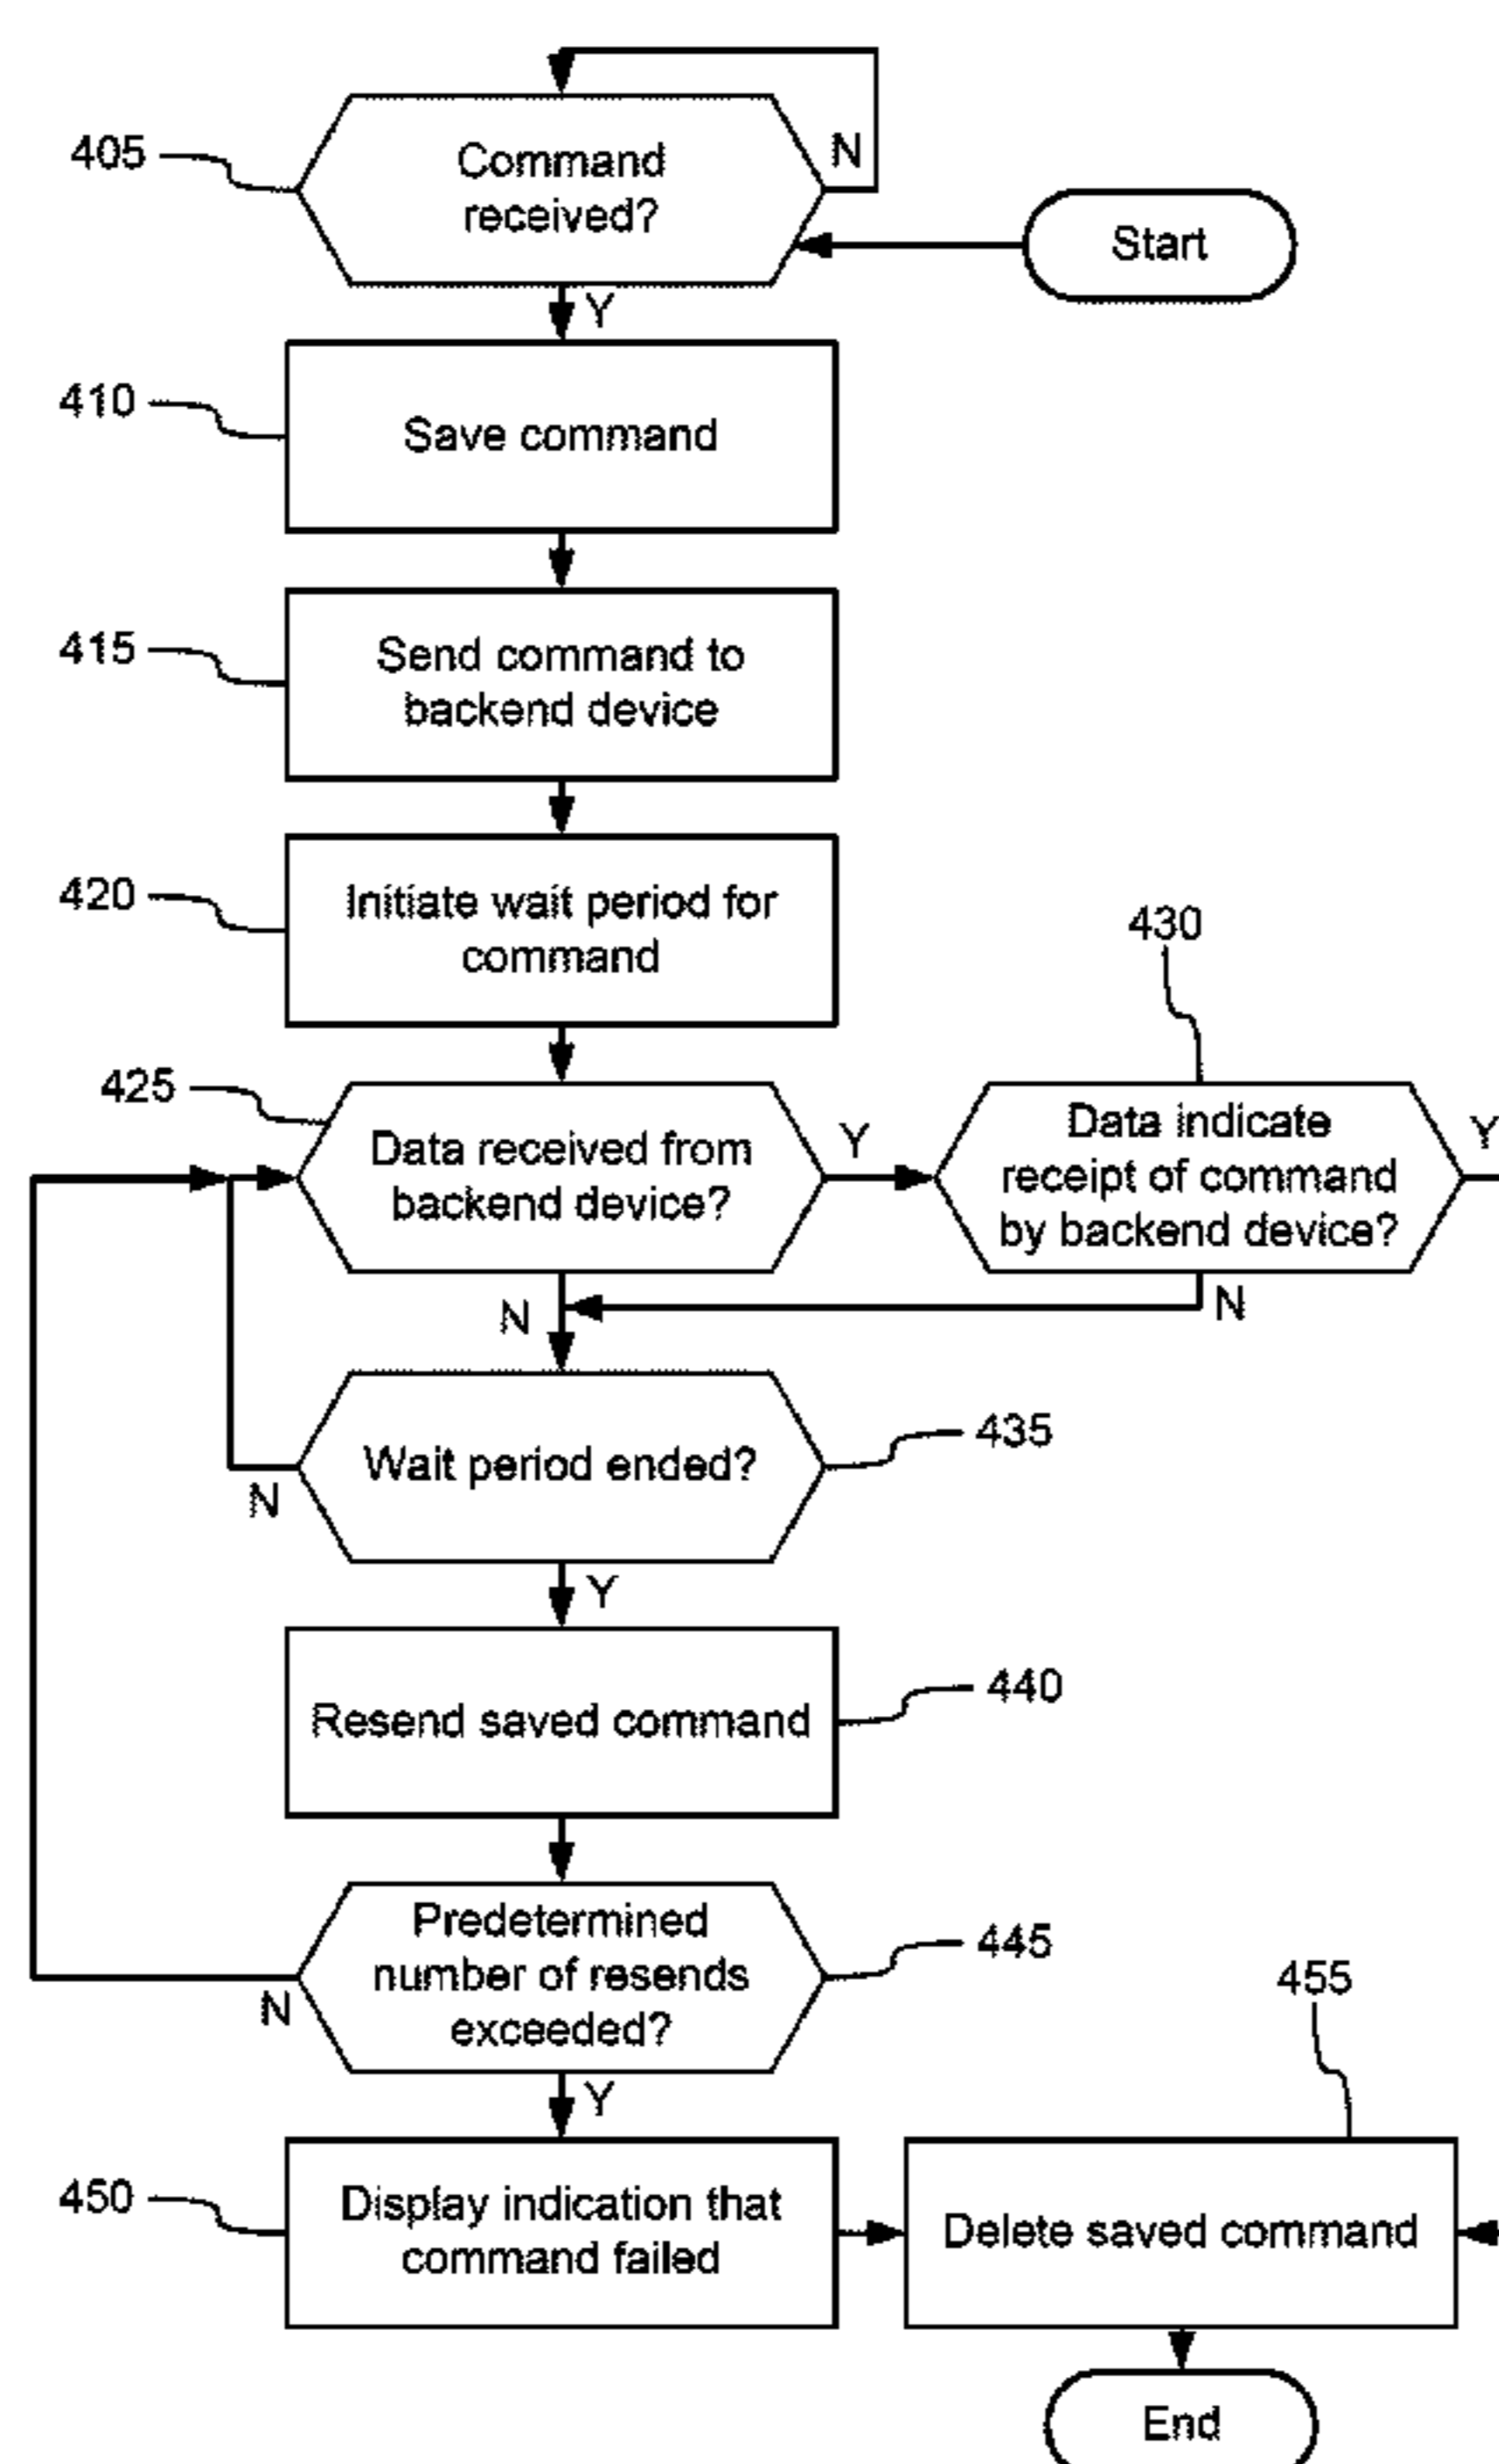 405
Command
received?
N
Start
Y
410
Save command
415
Send command to
backend device
420
Initiate wait period for
command
430
425
Data received from
backend device?
Y
Data indicate
receipt of command
by backend device?
Y
N
N
435
Wait period ended?
N
Y
440
Resend saved command
445
Predetermined
number of resends
exceeded?
N
455
Y
450
Display indication that
command failed
Delete saved command
End